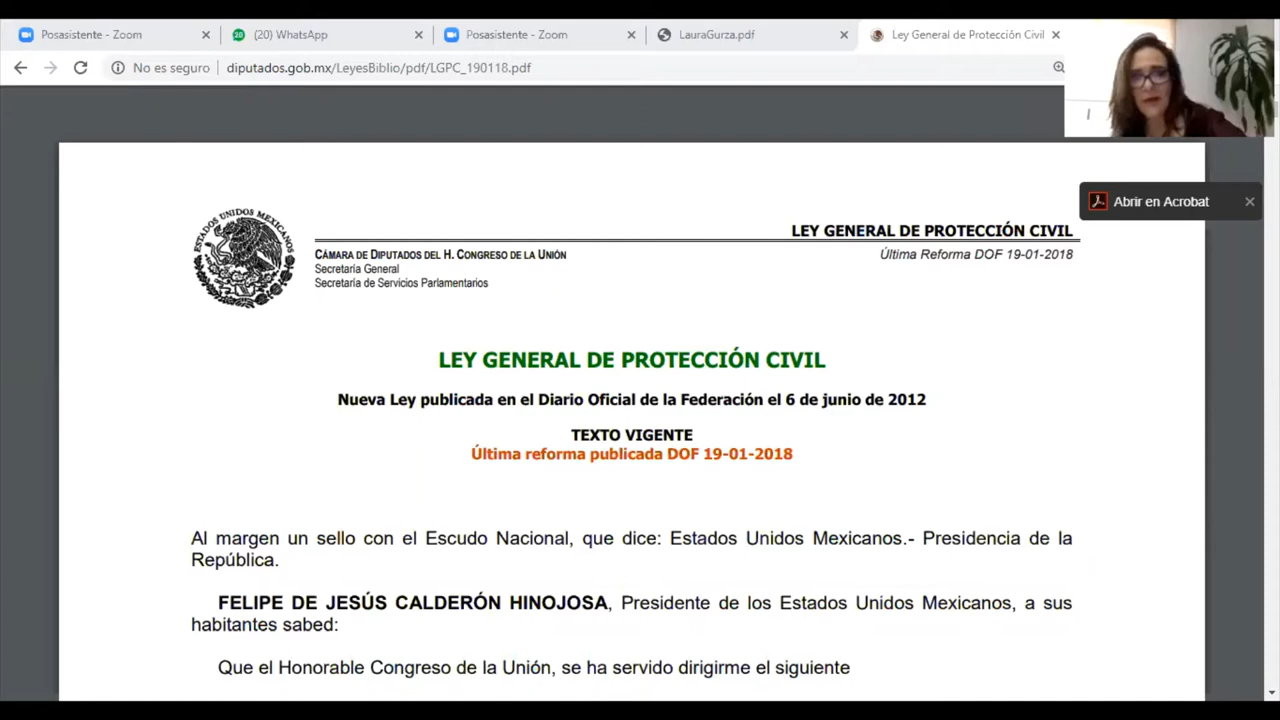 Posasistente - Zoom
(20) WhatsApp
Posasistente - Zoom
LauraGurza.pdf
Ley General de Protección Civil
No es seguro
diputados.gob.mx/LeyesBiblio/pdf/LGPC_190118.pdf
Abrir en Acrobat
ESTADOS UNIDOS MEXICANOS
LEY GENERAL DE PROTECCIÓN CIVIL
CÁMARA DE DIPUTADOS DEL H. CONGRESO DE LA UNIÓN
Última Reforma DOF 19-01-2018
Secretaría General
Secretaría de Servicios Parlamentarios
LEY GENERAL DE PROTECCIÓN CIVIL
Nueva Ley publicada en el Diario Oficial de la Federación el 6 de junio de 2012
TEXTO VIGENTE
Última reforma publicada DOF 19-01-2018
Al margen un sello con el Escudo Nacional, que dice: Estados Unidos Mexicanos.- Presidencia de la
República.
FELIPE DE JESÚS CALDERÓN HINOJOSA, Presidente de los Estados Unidos Mexicanos, a sus
habitantes sabed:
Que el Honorable Congreso de la Unión, se ha servido dirigirme el siguiente